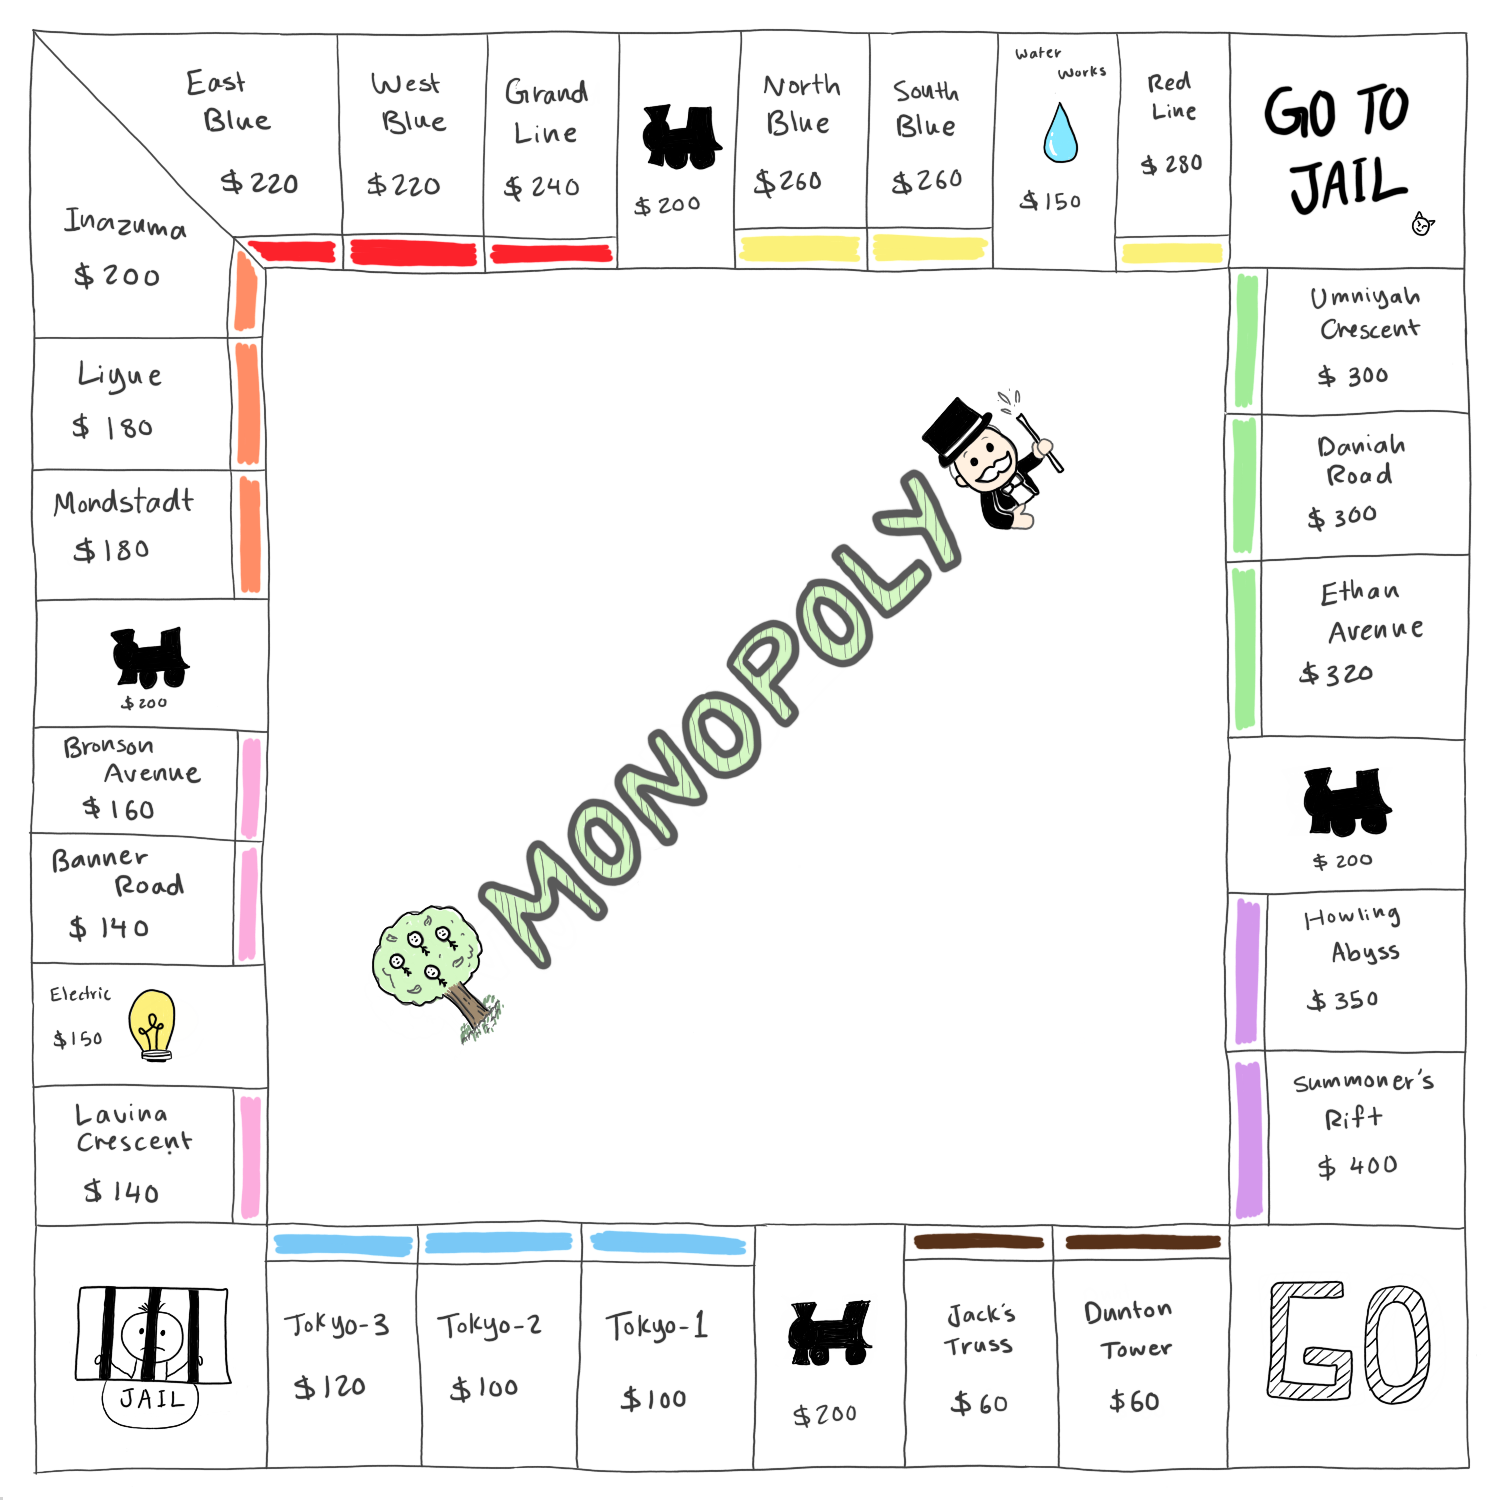 East
Blue
$ 220
West
Blue
$ 220
Grand
Line
$ 240
$ 200
North
Blue
$260
South
Blue
$ 260
Water
Works
$ 150
Red
Line
$ 280
GO TO
JAIL
Inazuma
$ 200
Liyue
$ 180
Mondstadt
$ 180
$ 200
Bronson
Avenue
$ 160
Banner
Road
$ 140
Electric
$150
Lavina
Crescent
$ 140
MONOPOLY
Umniyah
Crescent
$ 300
Daniah
Road
$ 300
Ethan
Avenue
$ 320
$ 200
Howling
Abyss
$ 350
Summoner's
Rift
$ 400
JAIL
Tokyo-3
$ 120
Tokyo-2
$ 100
Tokyo-1
$ 100
$ 200
Jack's
Truss
$ 60
Dunton
Tower
$ 60
GO